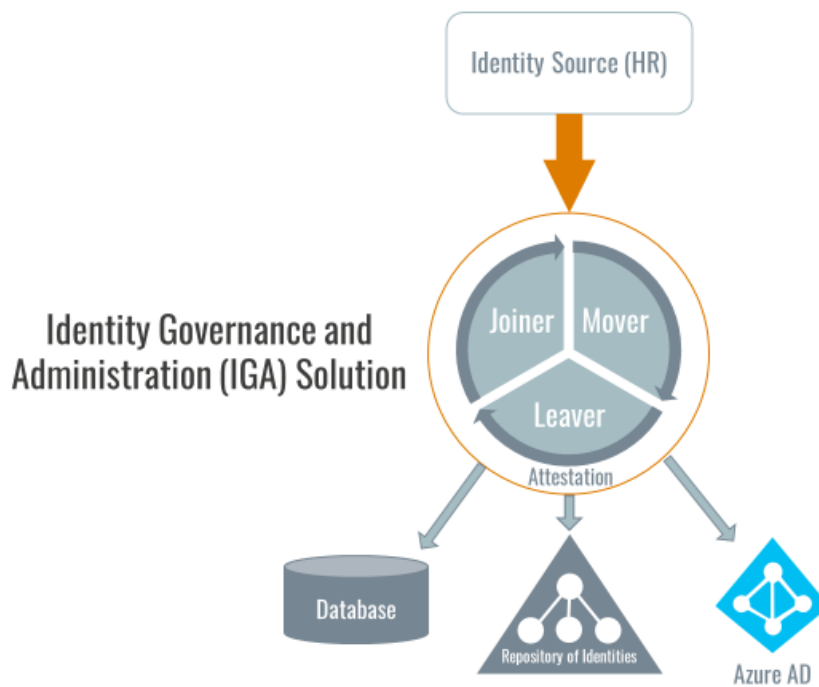 Identity Source (HR)
Joiner
Mover
Leaver
Attestation
Identity Governance and
Administration (IGA) Solution
Database
Repository of Identities
Azure AD